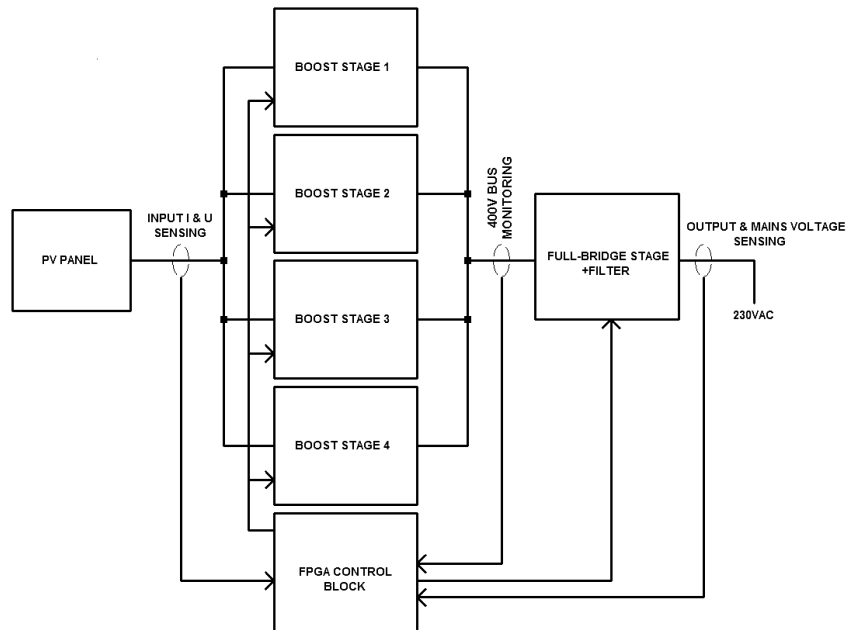 BOOST STAGE 1
BOOST STAGE 2
400V BUS
MONITORING
INPUT I & U
SENSING
OUTPUT & MAINS VOLTAGE
SENSING
PV PANEL
FULL-BRIDGE STAGE
+FILTER
230VAC
BOOST STAGE 3
BOOST STAGE 4
FPGA CONTROL
BLOCK